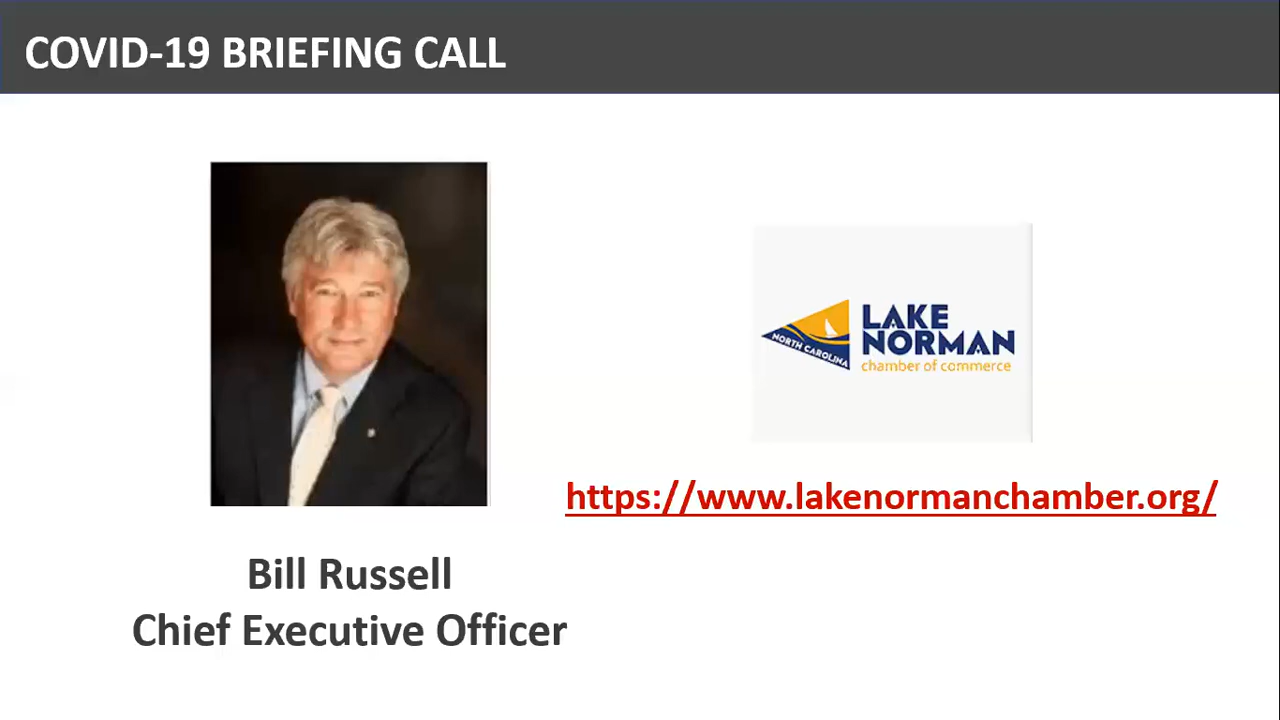 COVID-19 BRIEFING CALL
LAKE
NORMAN
NORTH CAROLINA
chamber of commerce
https://www.lakenormanchamber.org/
Bill Russell
Chief Executive Officer